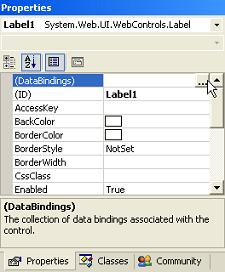 Properties
Label1 System.Web.UI.WebControls.Label
(DataBindings) ...
(ID) Label1
AccessKey
BackColor
BorderColor
BorderStyle NotSet
BorderWidth
CssClass
Enabled True
(DataBindings)
The collection of data bindings associated with the
control.
Properties Classes Community